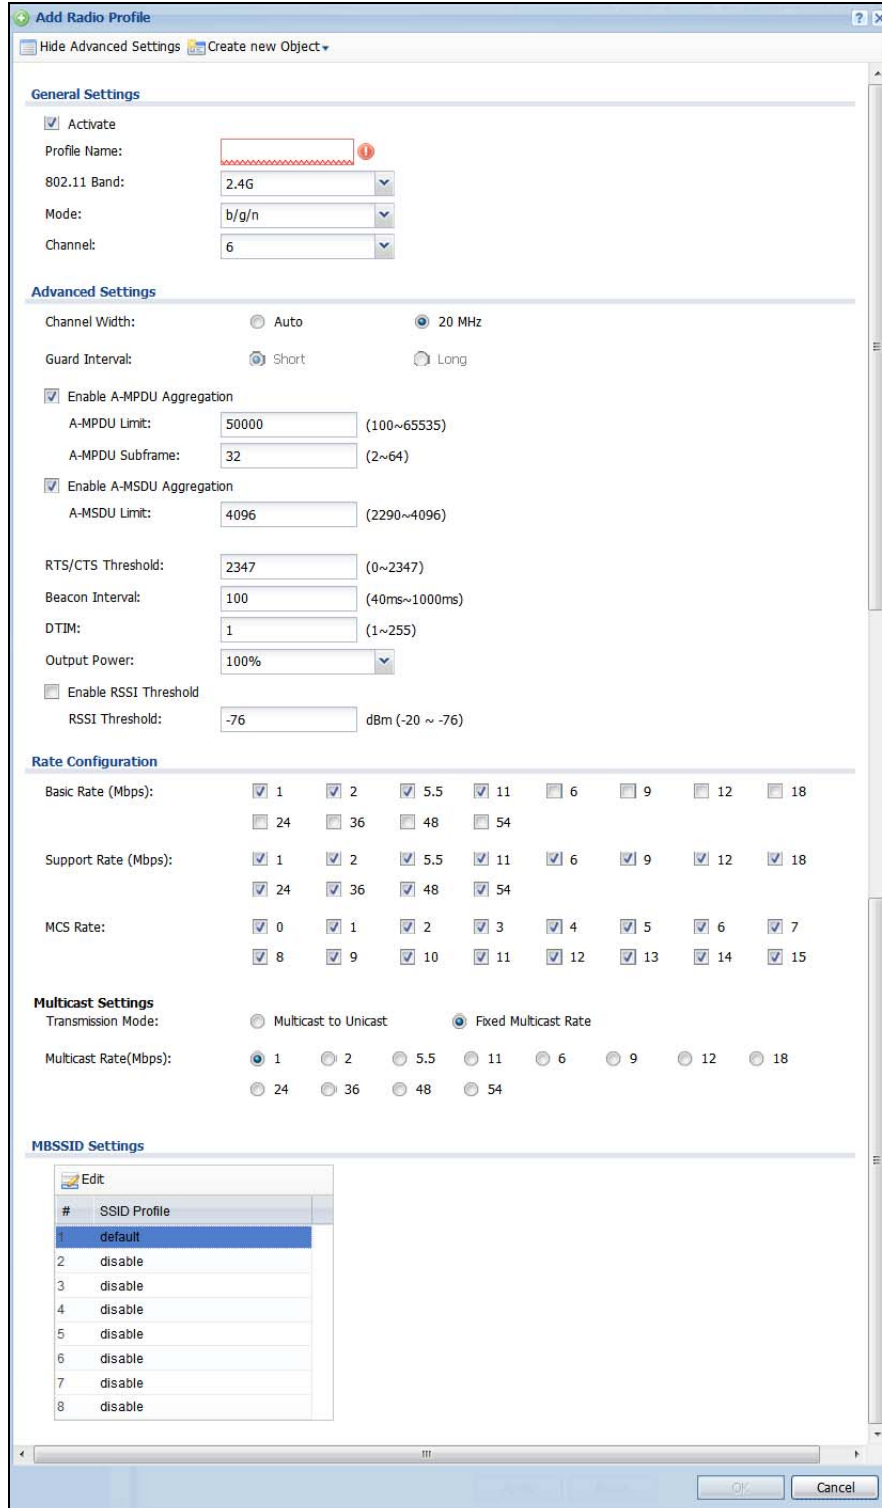 Add Radio Profile
Hide Advanced Settings Create new Object
General Settings
Activate
Profile Name:
802.11 Band: 2.4G
Mode: b/g/n
Channel: 6
Advanced Settings
Channel Width: Auto 20 MHz
Guard Interval: Short Long
Enable A-MPDU Aggregation
A-MPDU Limit: 50000 (100~65535)
A-MPDU Subframe: 32 (2~64)
Enable A-MSDU Aggregation
A-MSDU Limit: 4096 (2290~4096)
RTS/CTS Threshold: 2347 (0~2347)
Beacon Interval: 100 (40ms~1000ms)
DTIM: 1 (1~255)
Output Power: 100%
Enable RSSI Threshold
RSSI Threshold: -76 dBm (-20 ~ -76)
Rate Configuration
Basic Rate (Mbps): 1 2 5.5 11 6 9 12 18
24 36 48 54
Support Rate (Mbps): 1 2 5.5 11 6 9 12 18
24 36 48 54
MCS Rate: 0 1 2 3 4 5 6 7
8 9 10 11 12 13 14 15
Multicast Settings
Transmission Mode: Multicast to Unicast Fixed Multicast Rate
Multicast Rate(Mbps): 1 2 5.5 11 6 9 12 18
24 36 48 54
MBSSID Settings
Edit
# SSID Profile
1 default
2 disable
3 disable
4 disable
5 disable
6 disable
7 disable
8 disable
OK Cancel